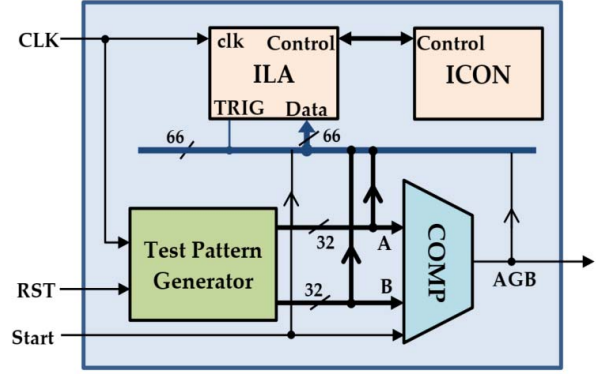 CLK
clk Control
ILA
TRIG Data
Control
ICON
66
66
Test Pattern
Generator
32
A
32
B
COMP
AGB
RST
Start